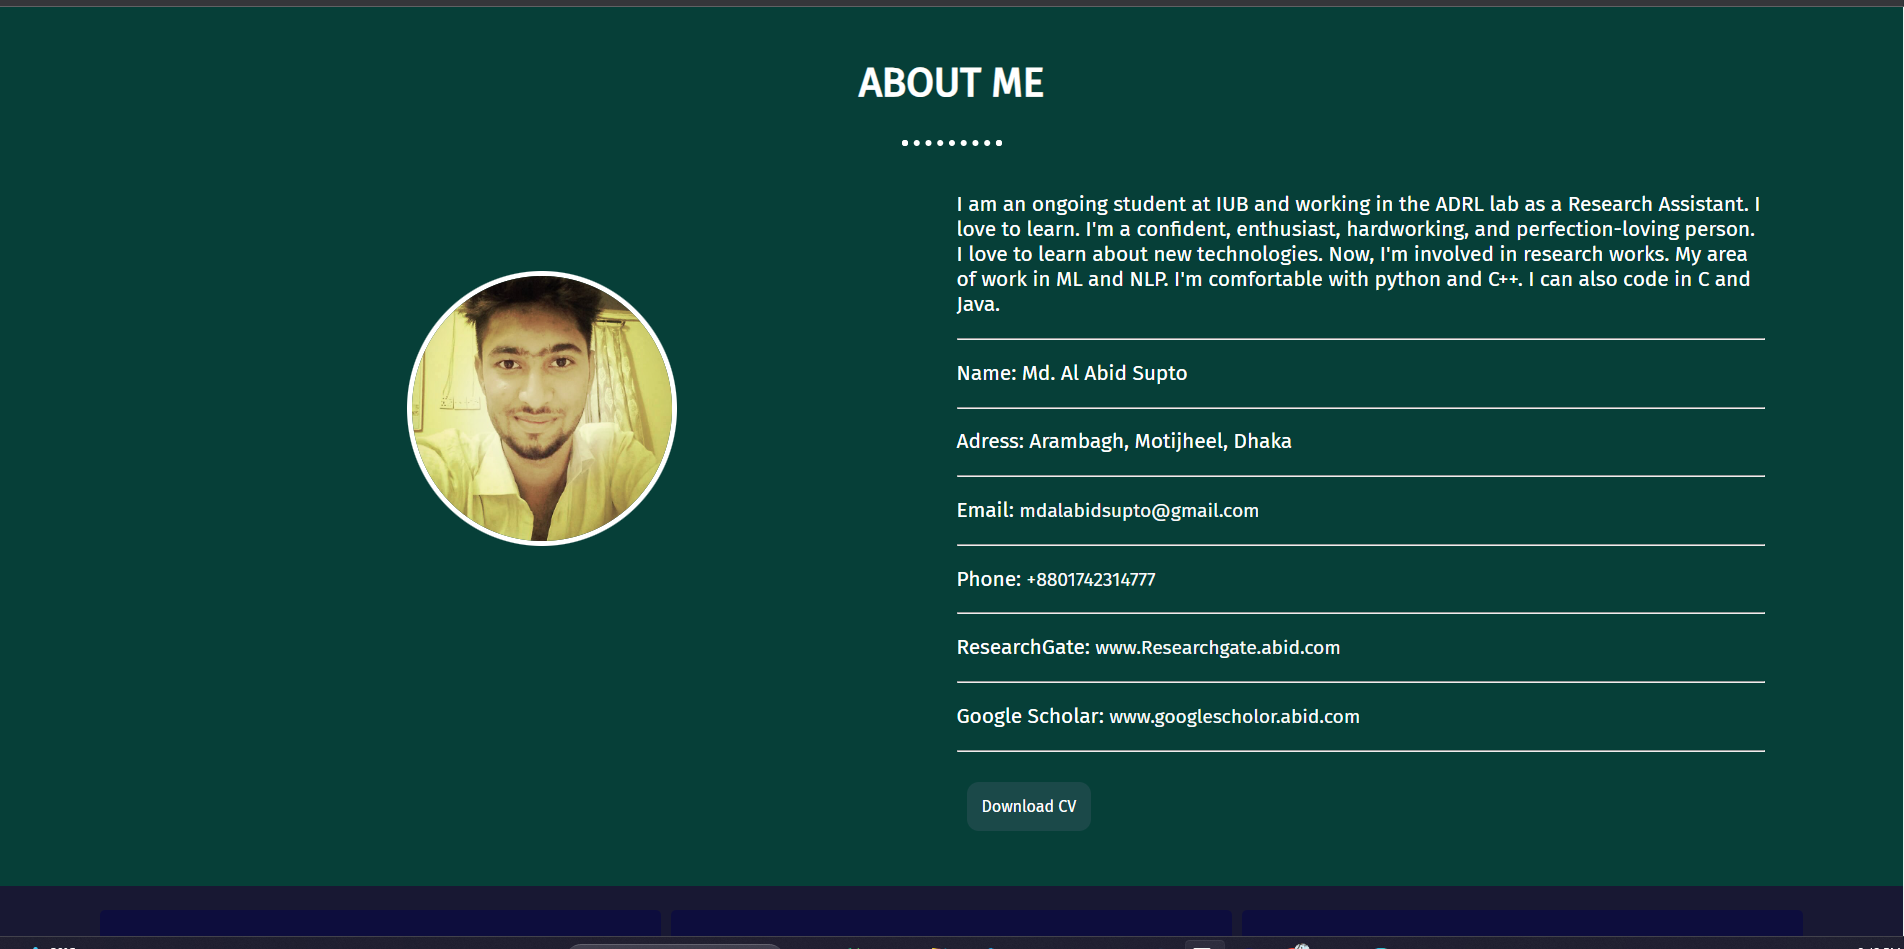 ABOUT ME
I am an ongoing student at IUB and working in the ADRL lab as a Research Assistant. I
love to learn. I'm a confident, enthusiast, hardworking, and perfection-loving person.
I love to learn about new technologies. Now, I'm involved in research works. My area
of work in ML and NLP. I'm comfortable with python and C++. I can also code in C and
Java.
Name: Md. Al Abid Supto
Adress: Arambagh, Motijheel, Dhaka
Email: mdalabidsupto@gmail.com
Phone: +8801742314777
ResearchGate: www.Researchgate.abid.com
Google Scholar: www.googlescholor.abid.com
Download CV